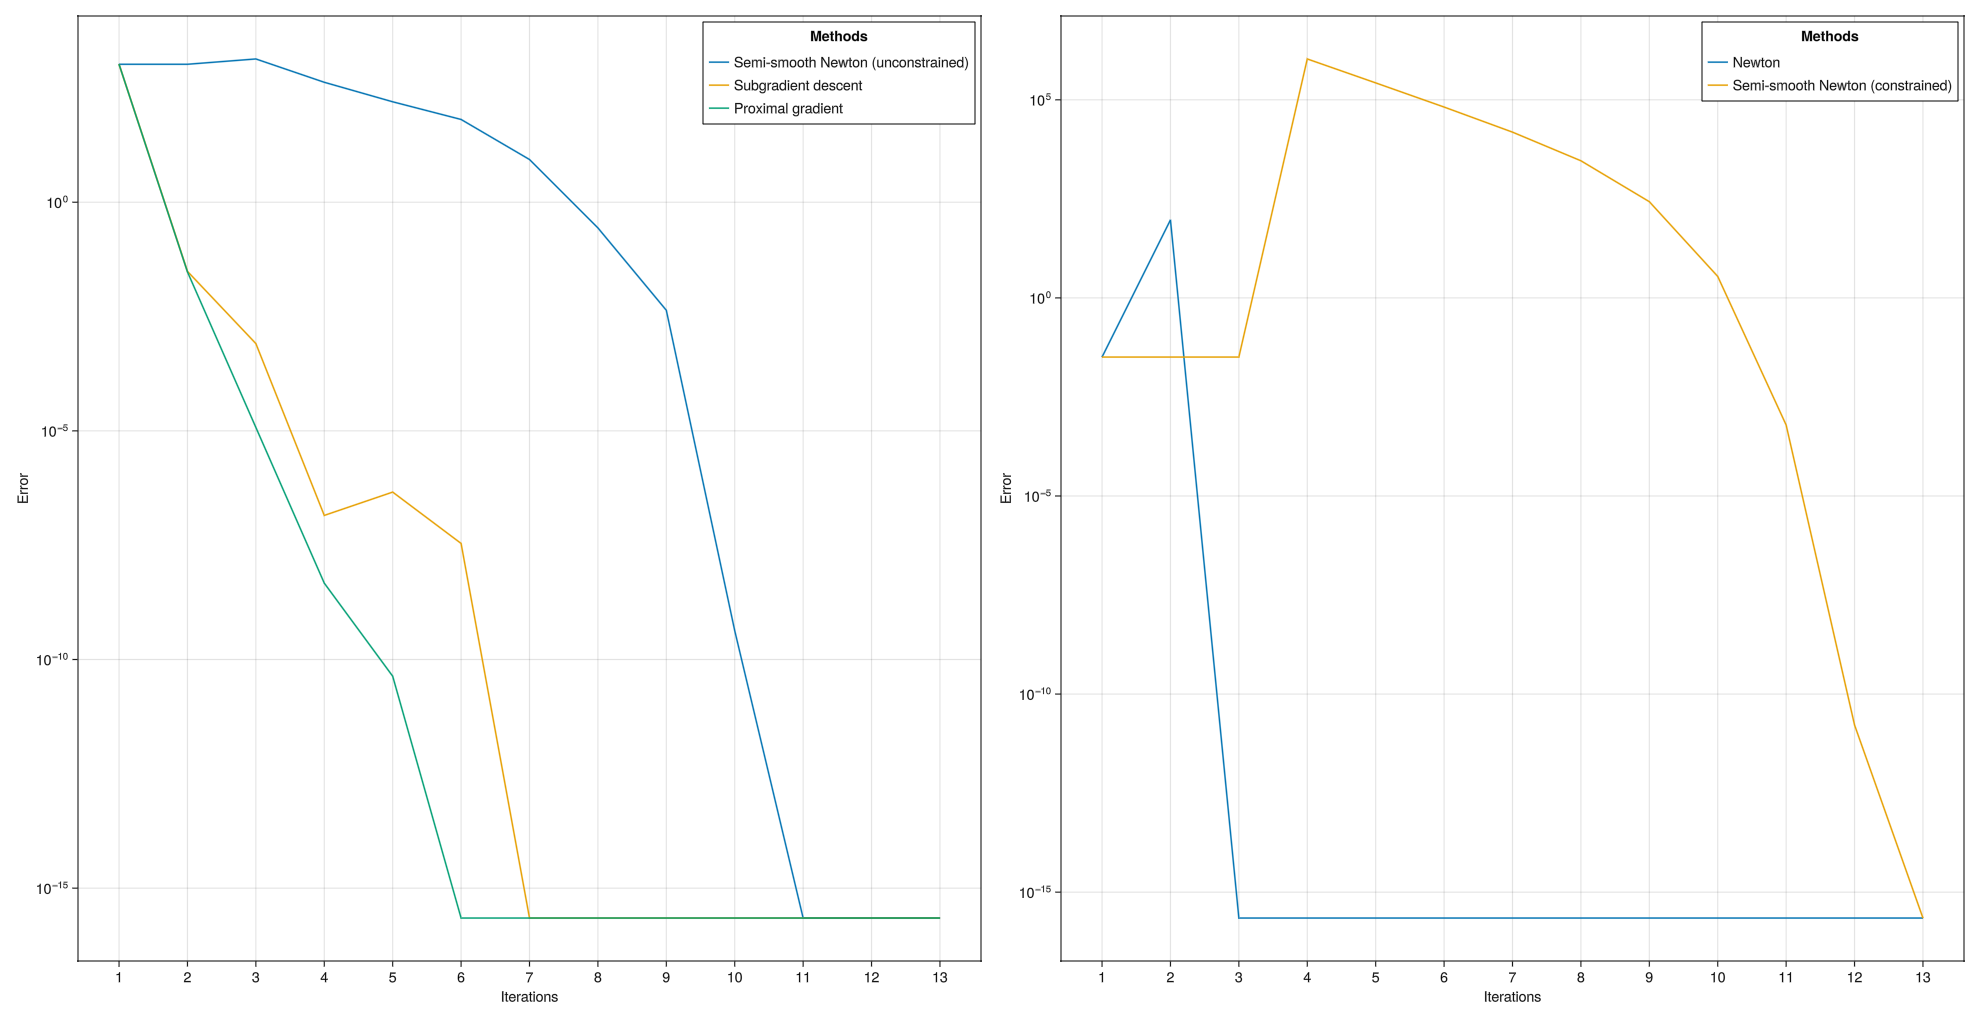 Methods
Semi-smooth Newton (unconstrained)
Subgradient descent
Proximal gradient
10⁰
10⁻⁵
10⁻¹⁰
10⁻¹⁵
Error
1 2 3 4 5 6 7 8 9 10 11 12 13
Iterations
Methods
Newton
Semi-smooth Newton (constrained)
10⁵
10⁰
10⁻⁵
10⁻¹⁰
10⁻¹⁵
Error
1 2 3 4 5 6 7 8 9 10 11 12 13
Iterations